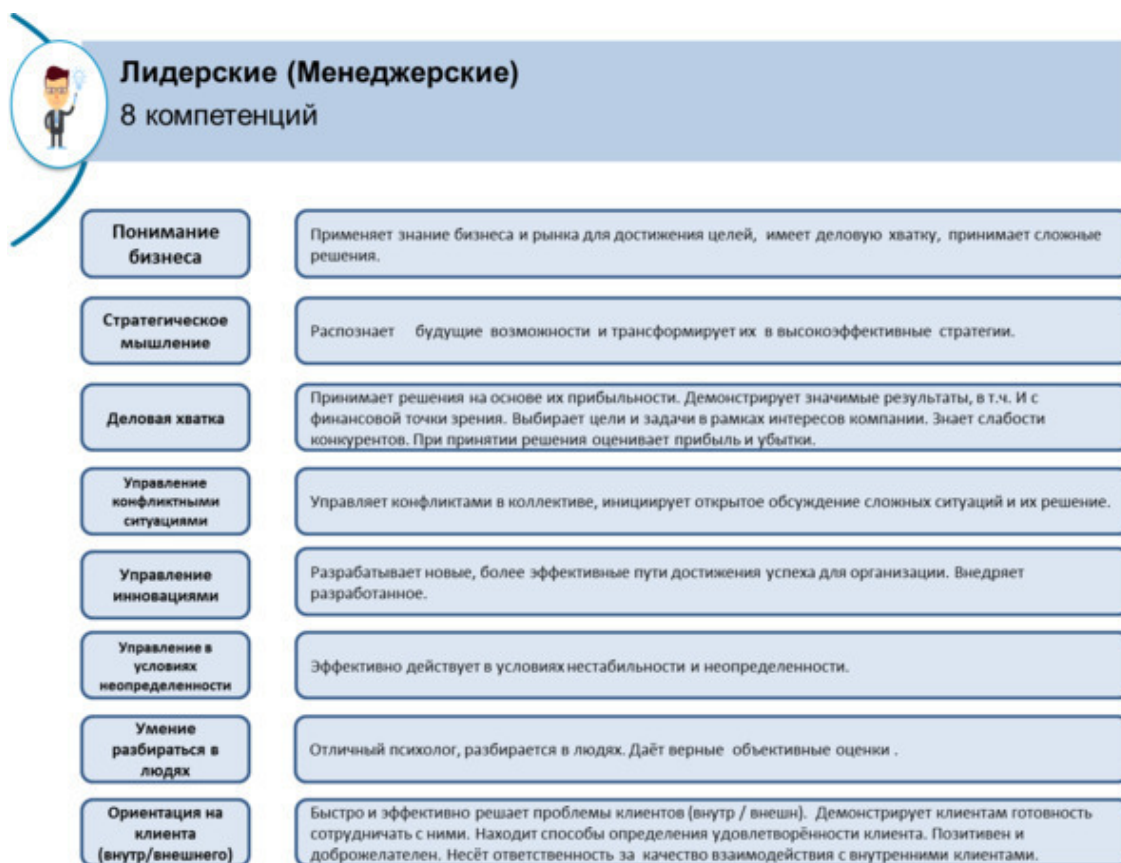 Лидерские (Менеджерские)
8 компетенций
Понимание
бизнеса
Применяет знание бизнеса и рынка для достижения целей, имеет деловую хватку, принимает сложные
решения.
Стратегическое
мышление
Распознает будущие возможности и трансформирует их в высокоэффективные стратегии.
Деловая хватка
Принимает решения на основе их прибыльности. Демонстрирует значимые результаты, в т.ч. И с
финансовой точки зрения. Выбирает цели и задачи в рамках интересов компании. Знает слабости
конкурентов. При принятии решения оценивает прибыль и убытки.
Управление
конфликтными
ситуациями
Управляет конфликтами в коллективе, инициирует открытое обсуждение сложных ситуаций и их решение.
Управление
инновациями
Разрабатывает новые, более эффективные пути достижения успеха для организации. Внедряет
разработанное.
Управление в
условиях
неопределенности
Эффективно действует в условиях нестабильности и неопределенности.
Умение
разбираться в
людях
Отличный психолог, разбирается в людях. Даёт верные объективные оценки .
Ориентация на
клиента
(внутр/внешнего)
Быстро и эффективно решает проблемы клиентов (внутр / внешн). Демонстрирует клиентам готовность
сотрудничать с ними. Находит способы определения удовлетворённости клиента. Позитивен и
доброжелателен. Несёт ответственность за качество взаимодействия с внутренними клиентами.